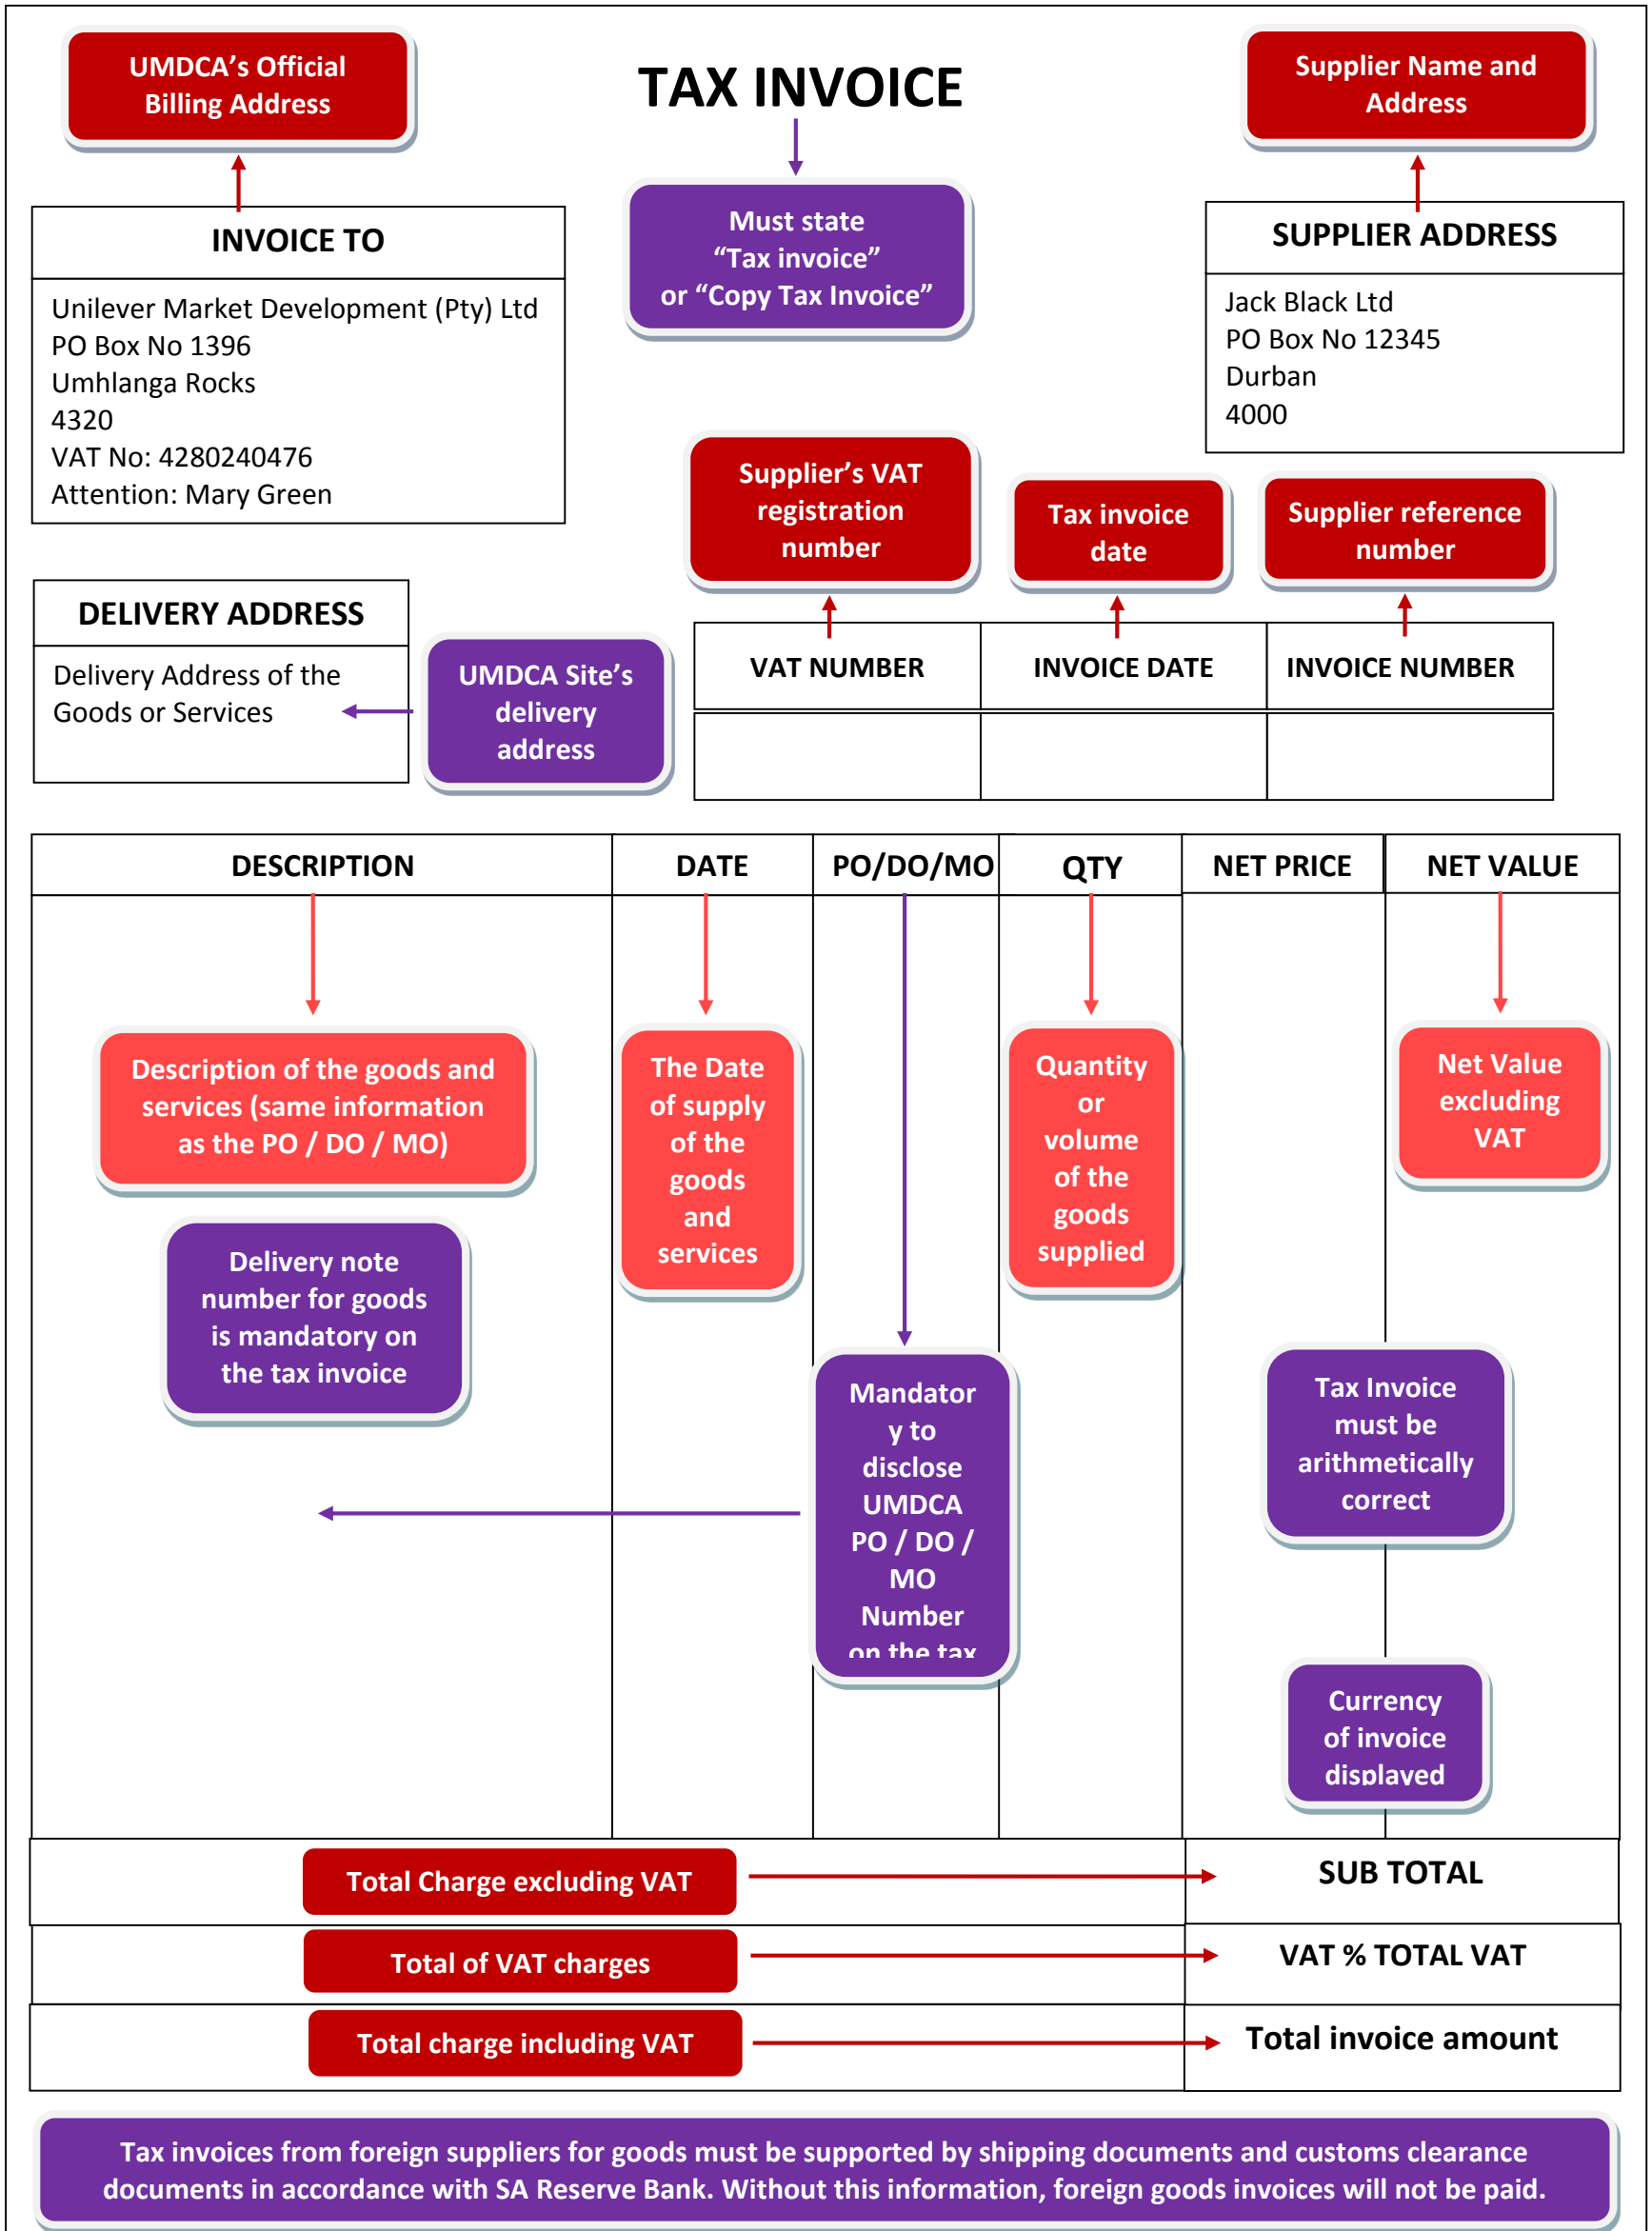 UMDCA’s Official
Billing Address
TAX INVOICE
Supplier Name and
Address
Must state
“Tax invoice”
or “Copy Tax Invoice”
INVOICE TO
Unilever Market Development (Pty) Ltd
PO Box No 1396
Umhlanga Rocks
4320
VAT No: 4280240476
Attention: Mary Green
SUPPLIER ADDRESS
Jack Black Ltd
PO Box No 12345
Durban
4000
Supplier’s VAT
registration
number
Tax invoice
date
Supplier reference
number
DELIVERY ADDRESS
Delivery Address of the
Goods or Services
UMDCA Site’s
delivery
address
VAT NUMBER
INVOICE DATE
INVOICE NUMBER
DESCRIPTION
DATE
PO/DO/MO
QTY
NET PRICE
NET VALUE
Description of the goods and
services (same information
as the PO / DO / MO)
The Date
of supply
of the
goods
and
services
Quantity
or
volume
of the
goods
supplied
Net Value
excluding
VAT
Delivery note
number for goods
is mandatory on
the tax invoice
Mandator
y to
disclose
UMDCA
PO / DO /
MO
Number
on the tax
Tax Invoice
must be
arithmetically
correct
Currency
of invoice
displayed
Total Charge excluding VAT
SUB TOTAL
Total of VAT charges
VAT % TOTAL VAT
Total charge including VAT
Total invoice amount
Tax invoices from foreign suppliers for goods must be supported by shipping documents and customs clearance
documents in accordance with SA Reserve Bank. Without this information, foreign goods invoices will not be paid.